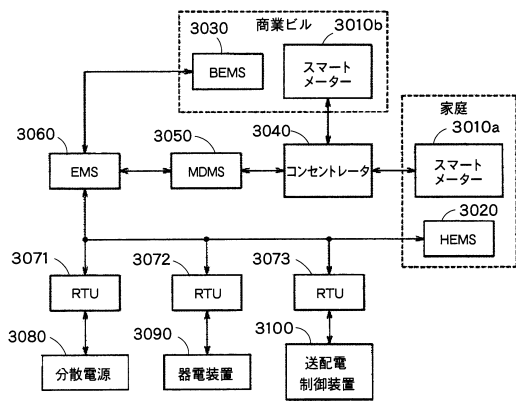 商業ビル
3030
3010b
BEMS
スマート
メーター
家庭
3060
3050
3040
3010a
EMS
MDMS
コンセントレータ
スマート
メーター
3020
HEMS
3071
3072
3073
RTU
RTU
RTU
3080
3090
3100
分散電源
器電装置
送配電
制御装置